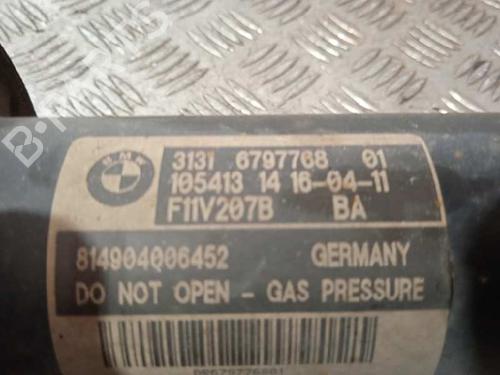 BMW
3131 6797768 01
105413 14 16-04-11
F11V207B BA
814904006452 GERMANY
DO NOT OPEN - GAS PRESSURE